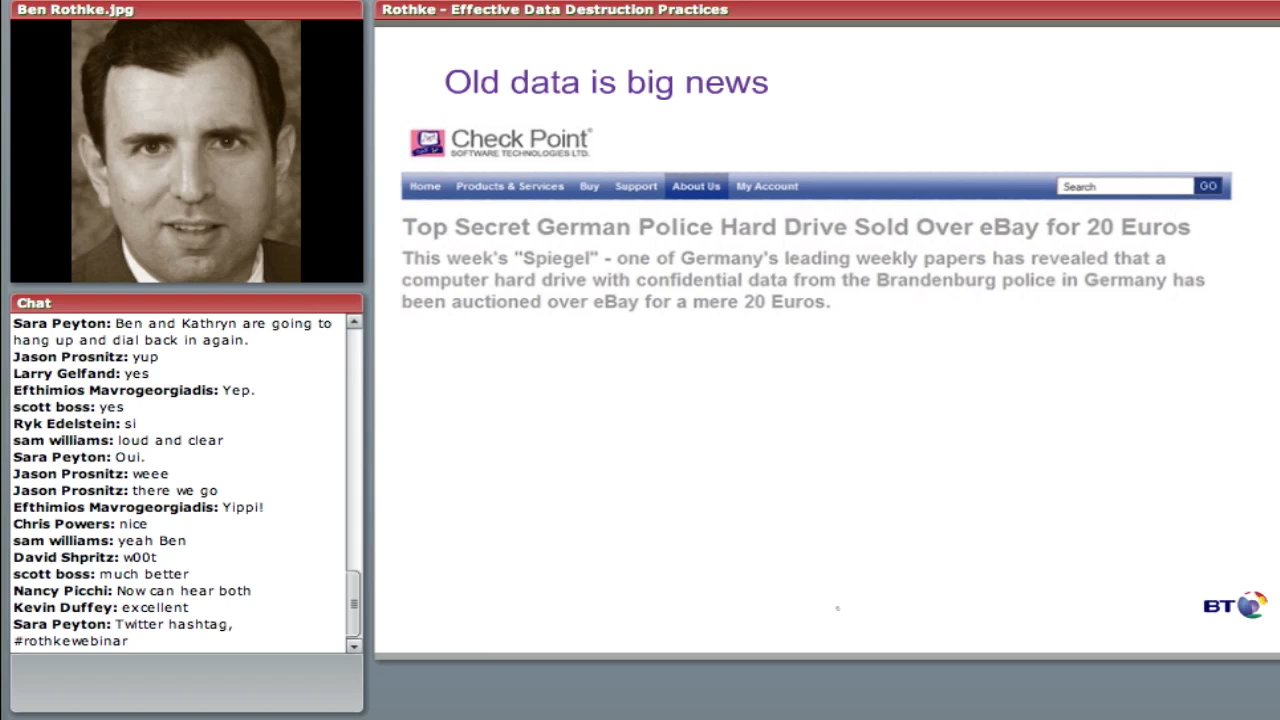 Ben Rothke.jpg
Rothke - Effective Data Destruction Practices
Old data is big news
Check Point
SOFTWARE TECHNOLOGIES LTD.
Home Products & Services Buy Support About Us My Account Search GO
Top Secret German Police Hard Drive Sold Over eBay for 20 Euros
This week's "Spiegel" - one of Germany's leading weekly papers has revealed that a
computer hard drive with confidential data from the Brandenburg police in Germany has
been auctioned over eBay for a mere 20 Euros.
BT
Chat
Sara Peyton: Ben and Kathryn are going to
hang up and dial back in again.
Jason Prosnitz: yup
Larry Gelfand: yes
Efthimios Mavrogeorgiadis: Yep.
scott boss: yes
Ryk Edelstein: si
sam williams: loud and clear
Sara Peyton: Oui.
Jason Prosnitz: weee
Jason Prosnitz: there we go
Efthimios Mavrogeorgiadis: Yippi!
Chris Powers: nice
sam williams: yeah Ben
David Shpritz: w00t
scott boss: much better
Nancy Picchi: Now can hear both
Kevin Duffey: excellent
Sara Peyton: Twitter hashtag,
#rothkewebinar